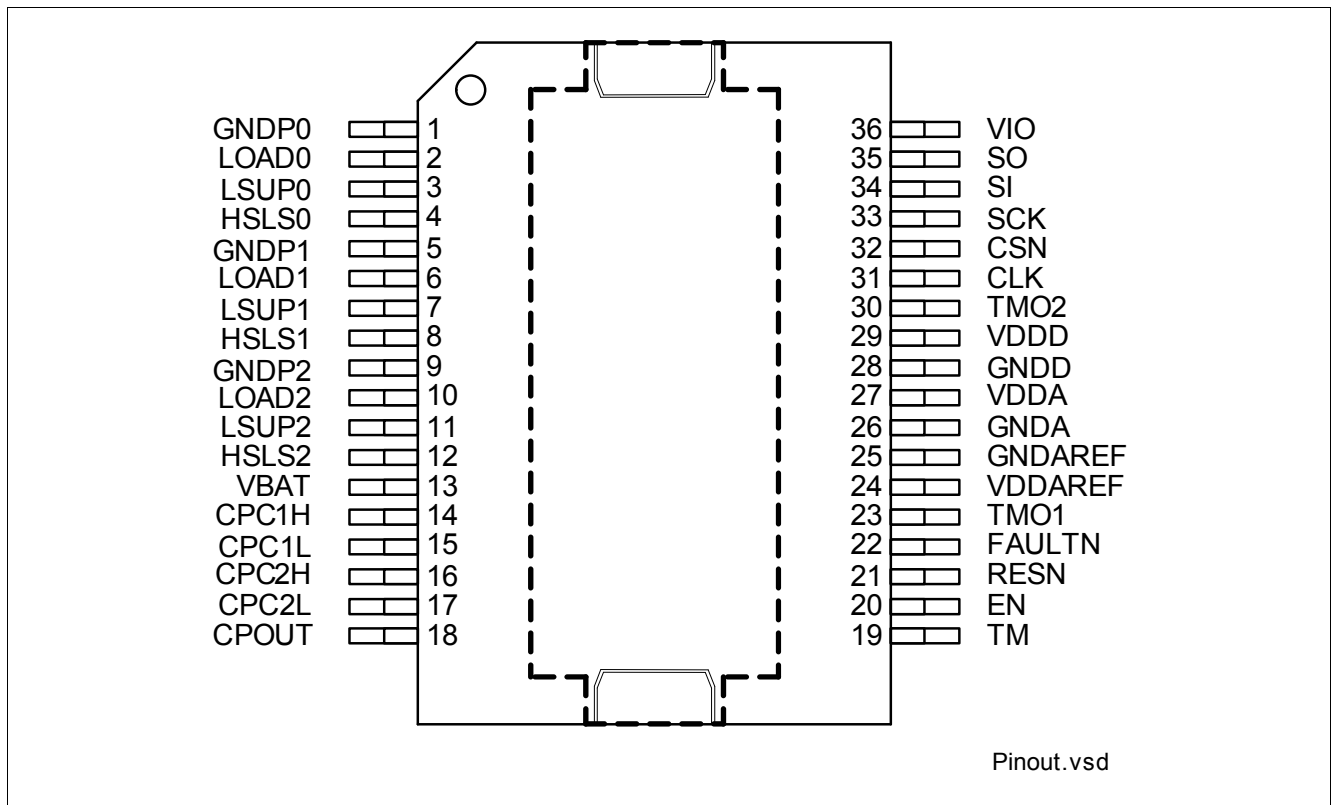 GNDP0 1 36 VIO
LOAD0 2 35 SO
LSUP0 3 34 SI
HSLS0 4 33 SCK
GNDP1 5 32 CSN
LOAD1 6 31 CLK
LSUP1 7 30 TMO2
HSLS1 8 29 VDDD
GNDP2 9 28 GNDD
LOAD2 10 27 VDDA
LSUP2 11 26 GNDA
HSLS2 12 25 GNDAREF
VBAT 13 24 VDDAREF
CPC1H 14 23 TMO1
CPC1L 15 22 FAULTN
CPC2H 16 21 RESN
CPC2L 17 20 EN
CPOUT 18 19 TM
Pinout.vsd